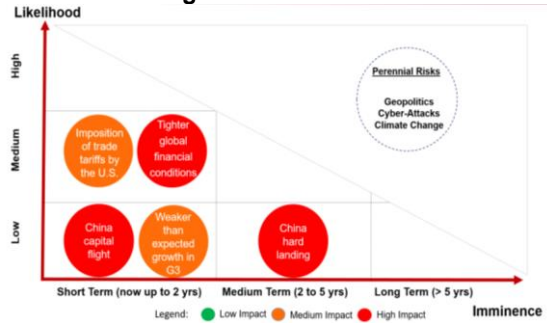 Likelihood
High
Perennial Risks
Geopolitics
Cyber-Attacks
Climate Change
Medium
Imposition
of trade
tariffs by
the U.S.
Tighter
global
financial
conditions
Low
China
capital
flight
Weaker
than
expected
growth in
G3
China
hard
landing
Short Term (now up to 2 yrs)
Medium Term (2 to 5 yrs)
Long Term (> 5 yrs)
Imminence
Legend: Low Impact Medium Impact High Impact